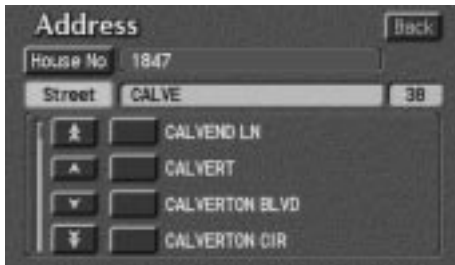 Address Back
House No 1847
Street CALVE 38
CALVEND LN
CALVERT
CALVERTON BLVD
CALVERTON CIR